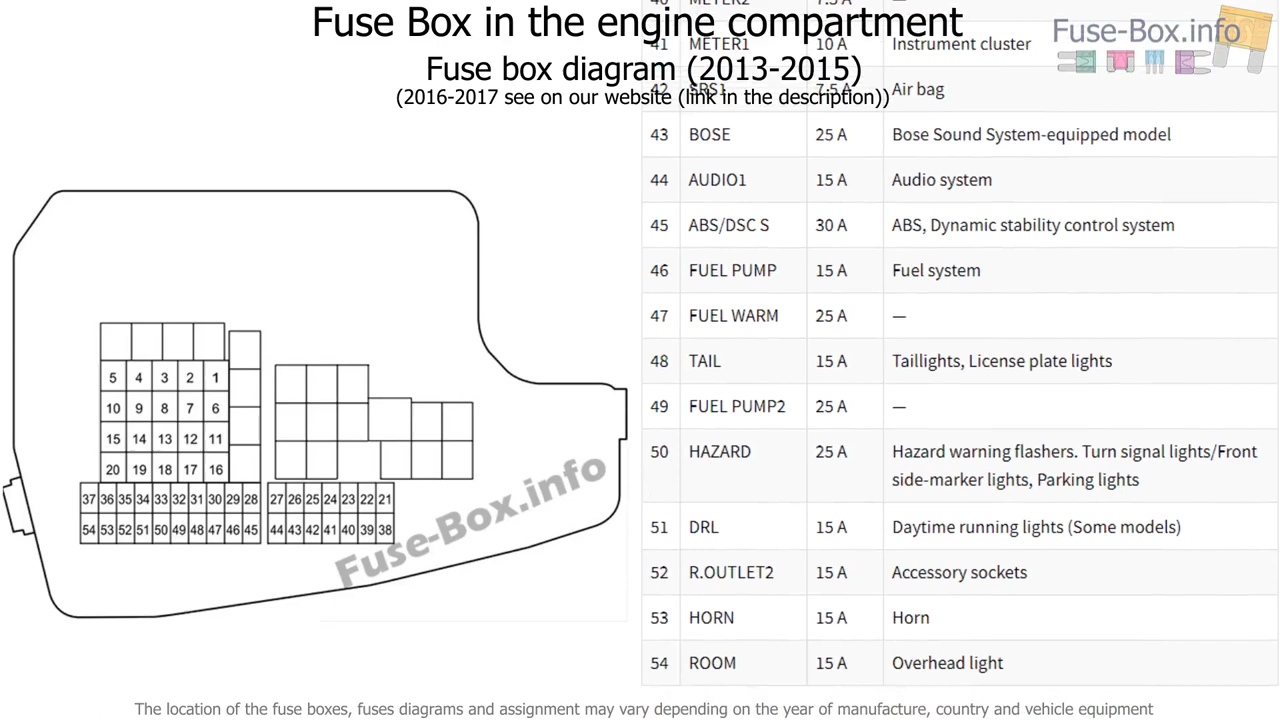 Fuse Box in the engine compartment
Fuse box diagram (2013-2015)
(2016-2017 see on our website (link in the description))
Fuse-Box.info
40 METER2 7.5 A —
41 METER1 10 A Instrument cluster
42 SRS1 7.5 A Air bag
43 BOSE 25 A Bose Sound System-equipped model
44 AUDIO1 15 A Audio system
45 ABS/DSC S 30 A ABS, Dynamic stability control system
46 FUEL PUMP 15 A Fuel system
47 FUEL WARM 25 A —
48 TAIL 15 A Taillights, License plate lights
49 FUEL PUMP2 25 A —
50 HAZARD 25 A Hazard warning flashers. Turn signal lights/Front
side-marker lights, Parking lights
51 DRL 15 A Daytime running lights (Some models)
52 R.OUTLET2 15 A Accessory sockets
53 HORN 15 A Horn
54 ROOM 15 A Overhead light
5 4 3 2 1
10 9 8 7 6
15 14 13 12 11
20 19 18 17 16
37 36 35 34 33 32 31 30 29 28 27 26 25 24 23 22 21
54 53 52 51 50 49 48 47 46 45 44 43 42 41 40 39 38
Fuse-Box.info
The location of the fuse boxes, fuses diagrams and assignment may vary depending on the year of manufacture, country and vehicle equipment